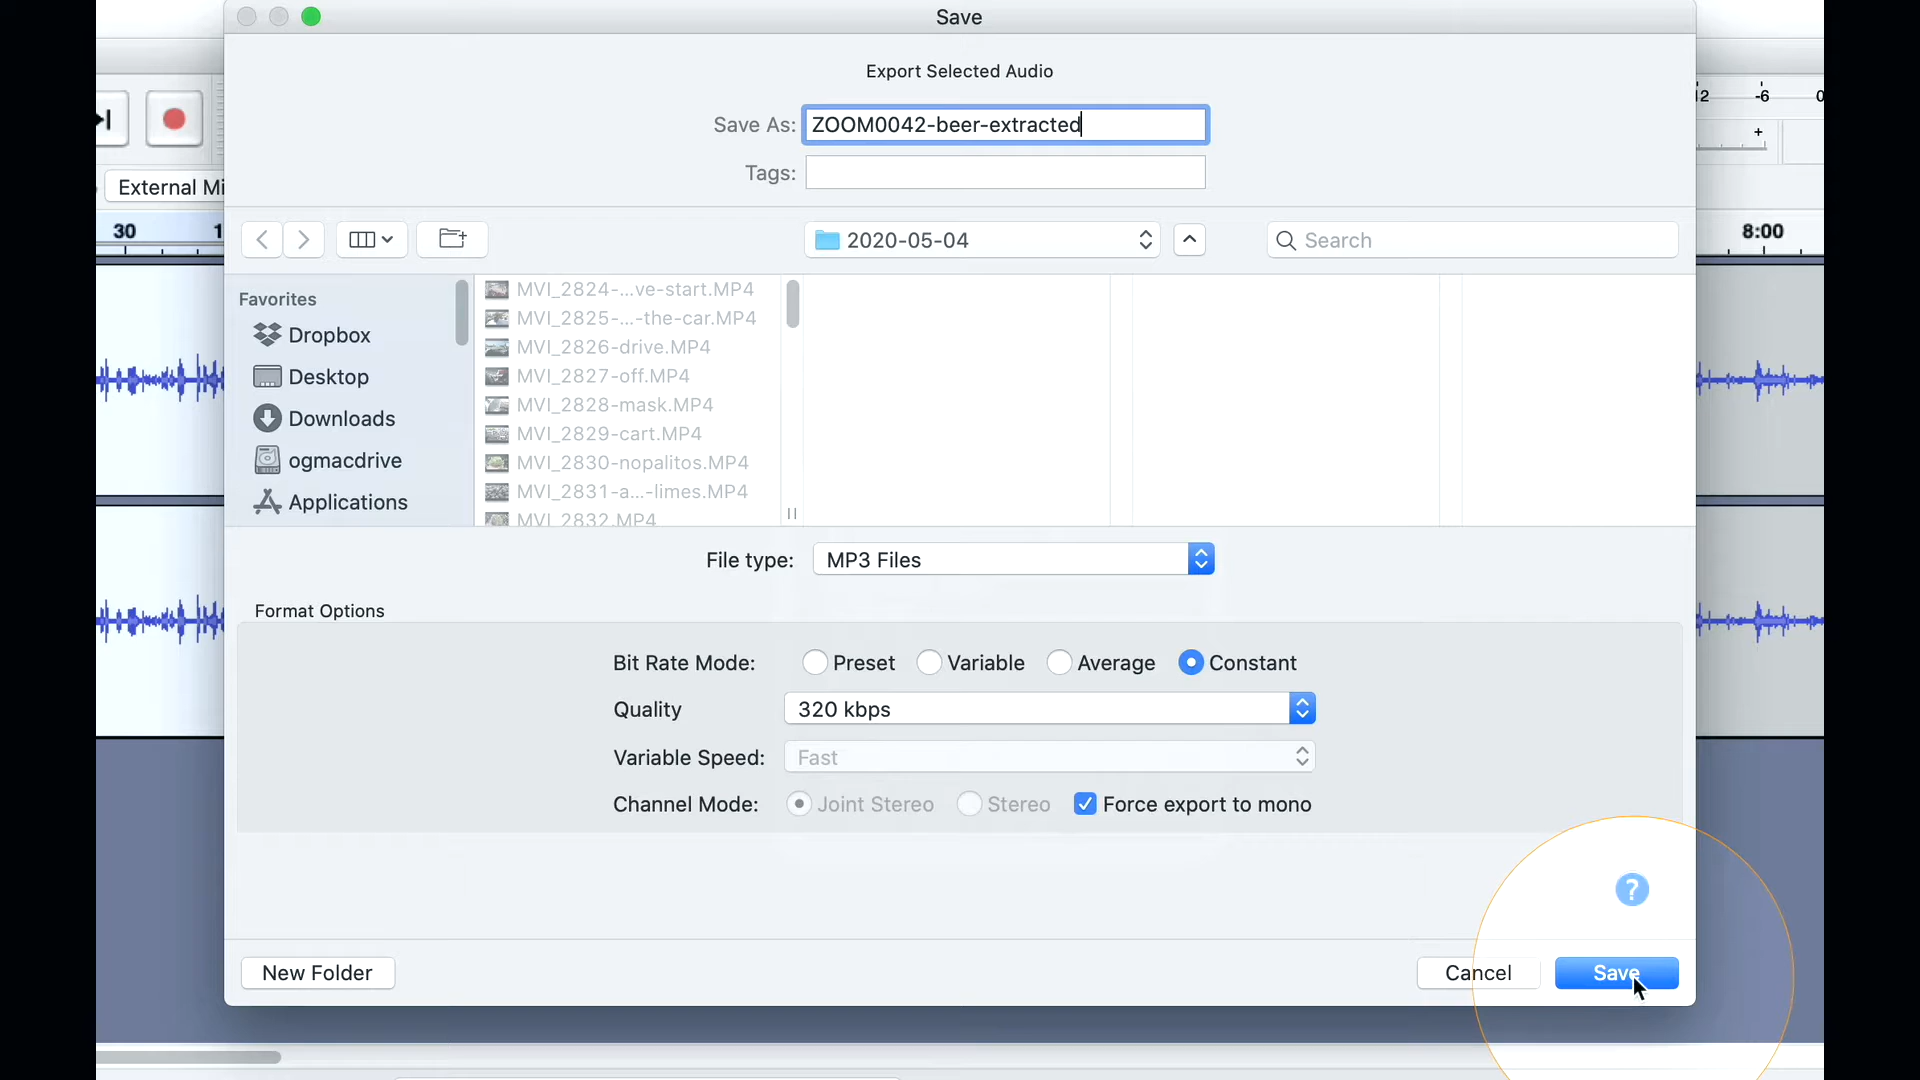 Save
Export Selected Audio
Save As: ZOOM0042-beer-extracted
Tags:
12 -6 0
+
External Mi
30 1
2020-05-04
Search
8:00
Favorites
Dropbox
Desktop
Downloads
ogmacdrive
Applications
MVI_2824-...ve-start.MP4
MVI_2825-...-the-car.MP4
MVI_2826-drive.MP4
MVI_2827-off.MP4
MVI_2828-mask.MP4
MVI_2829-cart.MP4
MVI_2830-nopalitos.MP4
MVI_2831-a...-limes.MP4
MVI_2832.MP4
File type: MP3 Files
Format Options
Bit Rate Mode: Preset Variable Average Constant
Quality 320 kbps
Variable Speed: Fast
Channel Mode: Joint Stereo Stereo Force export to mono
?
New Folder Cancel Save